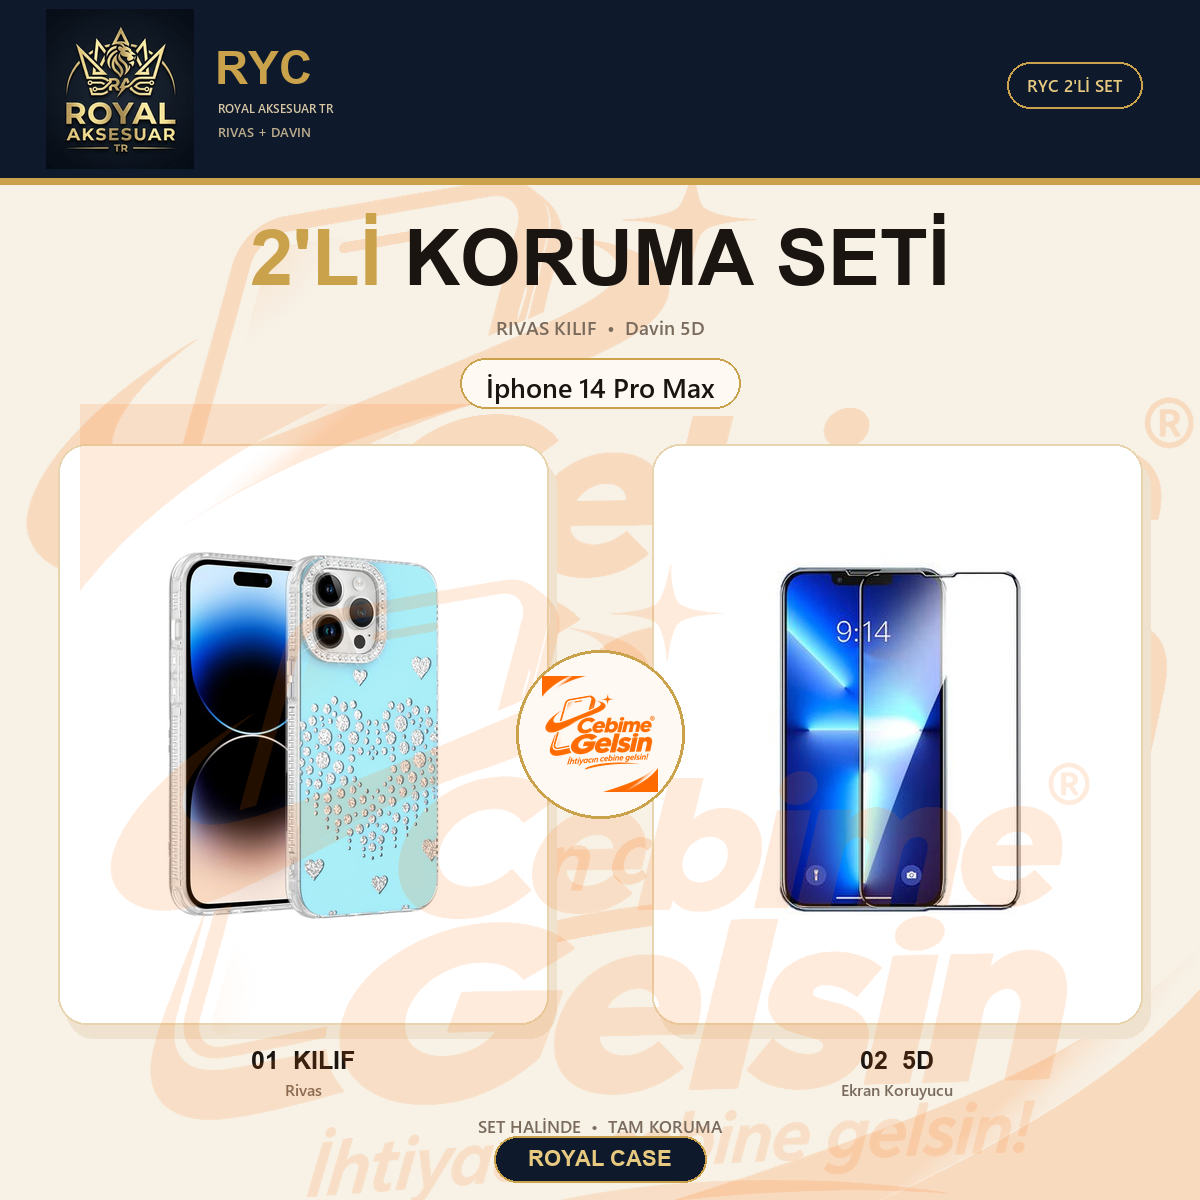 ROYAL
AKSESUAR
TR
RYC
ROYAL AKSESUAR TR
RIVAS + DAVIN
RYC 2'Lİ SET
2'Lİ KORUMA SETİ
RIVAS KILIF • Davin 5D
İphone 14 Pro Max
®
9:14
Cebime®
Gelsin
İhtiyacın cebine gelsin!
Cebime®
Gelsin
01 KILIF
Rivas
02 5D
Ekran Koruyucu
SET HALİNDE • TAM KORUMA
ROYAL CASE